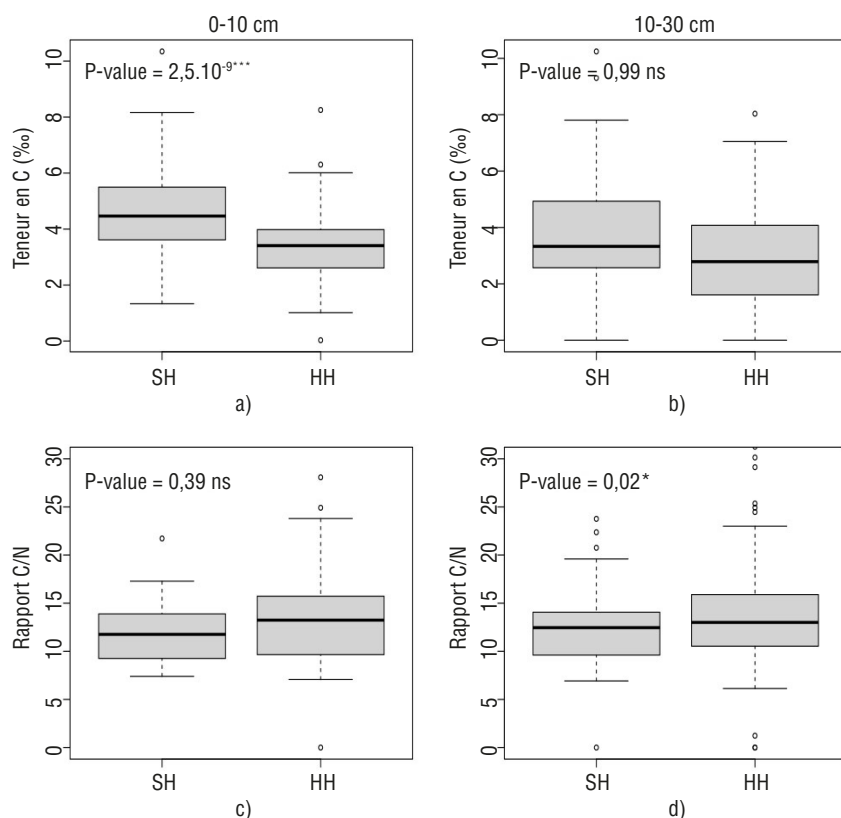 0-10 cm
10-30 cm
P-value = 2,5.10-9***
Teneur en C (‰)
10
8
6
4
2
0
SH
HH
a)
P-value = 0,99 ns
Teneur en C (‰)
10
8
6
4
2
0
SH
HH
b)
P-value = 0,39 ns
Rapport C/N
30
25
20
15
10
5
0
SH
HH
c)
P-value = 0,02*
Rapport C/N
30
25
20
15
10
5
0
SH
HH
d)